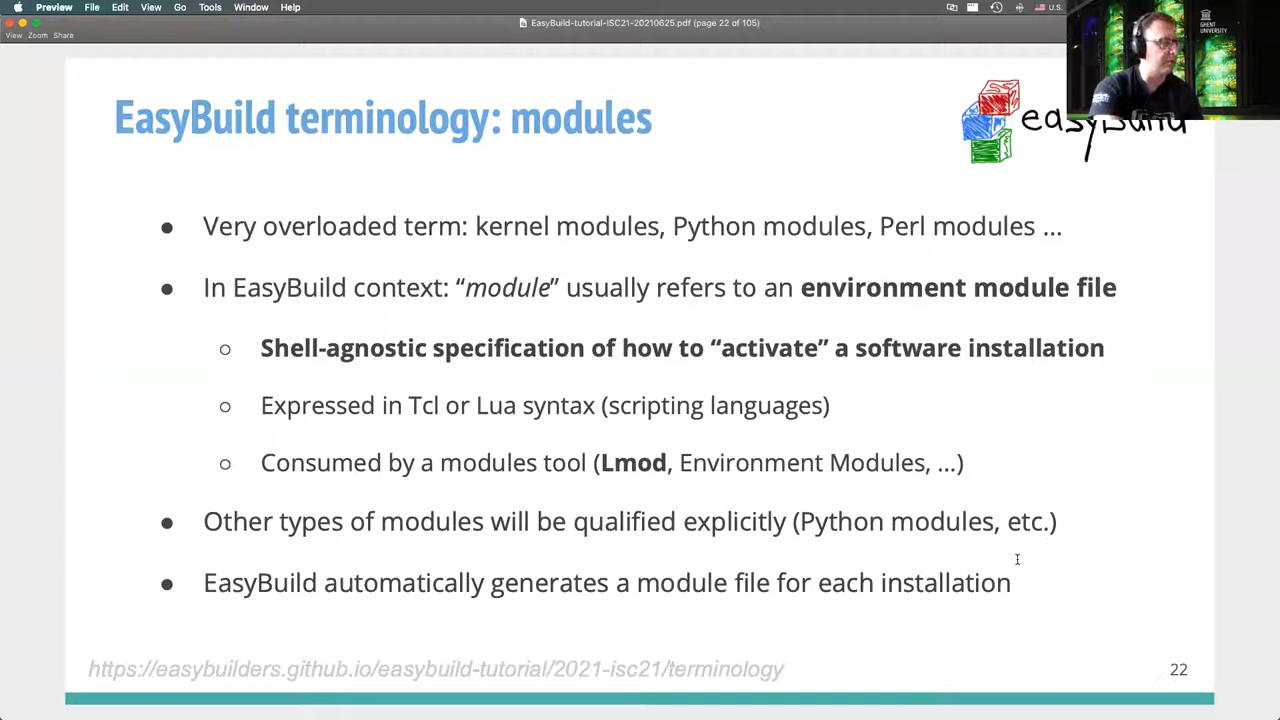 Preview File Edit View Go Tools Window Help
U.S.
EasyBuild-tutorial-ISC21-20210625.pdf (page 22 of 105)
View Zoom Share
GHENT
UNIVERSITY
EasyBuild terminology: modules
easybuild
● Very overloaded term: kernel modules, Python modules, Perl modules ...
● In EasyBuild context: “module” usually refers to an environment module file
○ Shell-agnostic specification of how to “activate” a software installation
○ Expressed in Tcl or Lua syntax (scripting languages)
○ Consumed by a modules tool (Lmod, Environment Modules, ...)
● Other types of modules will be qualified explicitly (Python modules, etc.)
● EasyBuild automatically generates a module file for each installation
https://easybuilders.github.io/easybuild-tutorial/2021-isc21/terminology
22